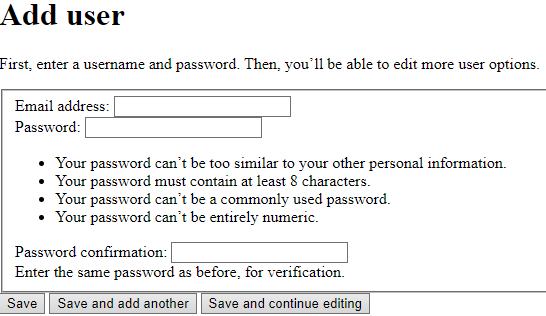 Add user
First, enter a username and password. Then, you’ll be able to edit more user options.
Email address:
Password:
Your password can’t be too similar to your other personal information.
Your password must contain at least 8 characters.
Your password can’t be a commonly used password.
Your password can’t be entirely numeric.
Password confirmation:
Enter the same password as before, for verification.
Save Save and add another Save and continue editing